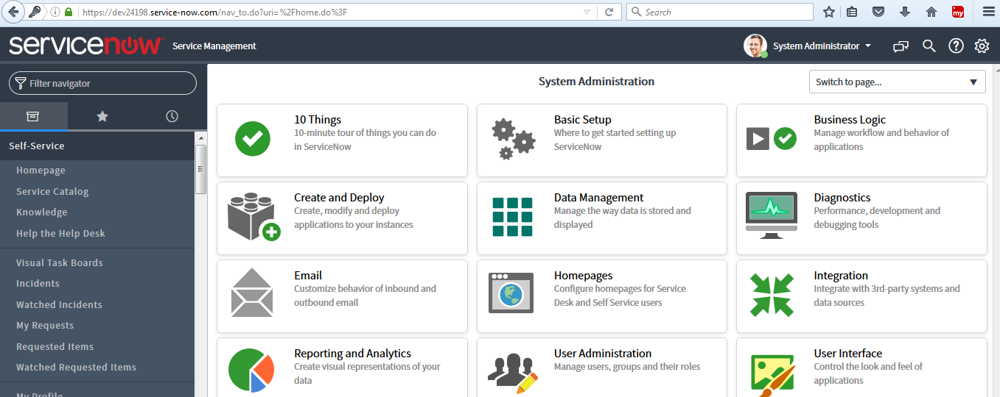 https://dev24198.service-now.com/nav_to.do?uri=%2Fhome.do%3F
Search
my
servicenow Service Management
System Administrator
Filter navigator
System Administration
Switch to page...
Self-Service
Homepage
Service Catalog
Knowledge
Help the Help Desk
Visual Task Boards
Incidents
Watched Incidents
My Requests
Requested Items
Watched Requested Items
My Profile
10 Things
10-minute tour of things you can do
in ServiceNow
Basic Setup
Where to get started setting up
ServiceNow
Business Logic
Manage workflow and behavior of
applications
Create and Deploy
Create, modify and deploy
applications to your instances
Data Management
Manage the way data is stored and
displayed
Diagnostics
Performance, development and
debugging tools
Email
Customize behavior of inbound and
outbound email
Homepages
Configure homepages for Service
Desk and Self Service users
Integration
Integrate with 3rd-party systems and
data sources
Reporting and Analytics
Create visual representations of your
data
User Administration
Manage users, groups and their roles
User Interface
Control the look and feel of
applications